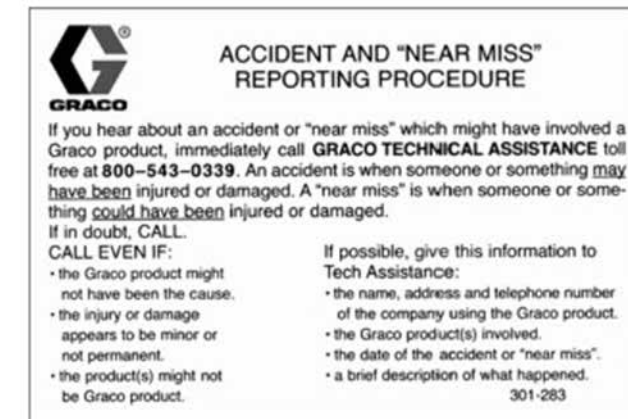 ®
GRACO
ACCIDENT AND “NEAR MISS”
REPORTING PROCEDURE
If you hear about an accident or “near miss” which might have involved a
Graco product, immediately call GRACO TECHNICAL ASSISTANCE toll
free at 800–543–0339. An accident is when someone or something may
have been injured or damaged. A “near miss” is when someone or some-
thing could have been injured or damaged.
If in doubt, CALL.
CALL EVEN IF:
• the Graco product might
not have been the cause.
• the injury or damage
appears to be minor or
not permanent.
• the product(s) might not
be Graco product.
If possible, give this information to
Tech Assistance:
• the name, address and telephone number
of the company using the Graco product.
• the Graco product(s) involved.
• the date of the accident or “near miss”.
• a brief description of what happened.
301-283